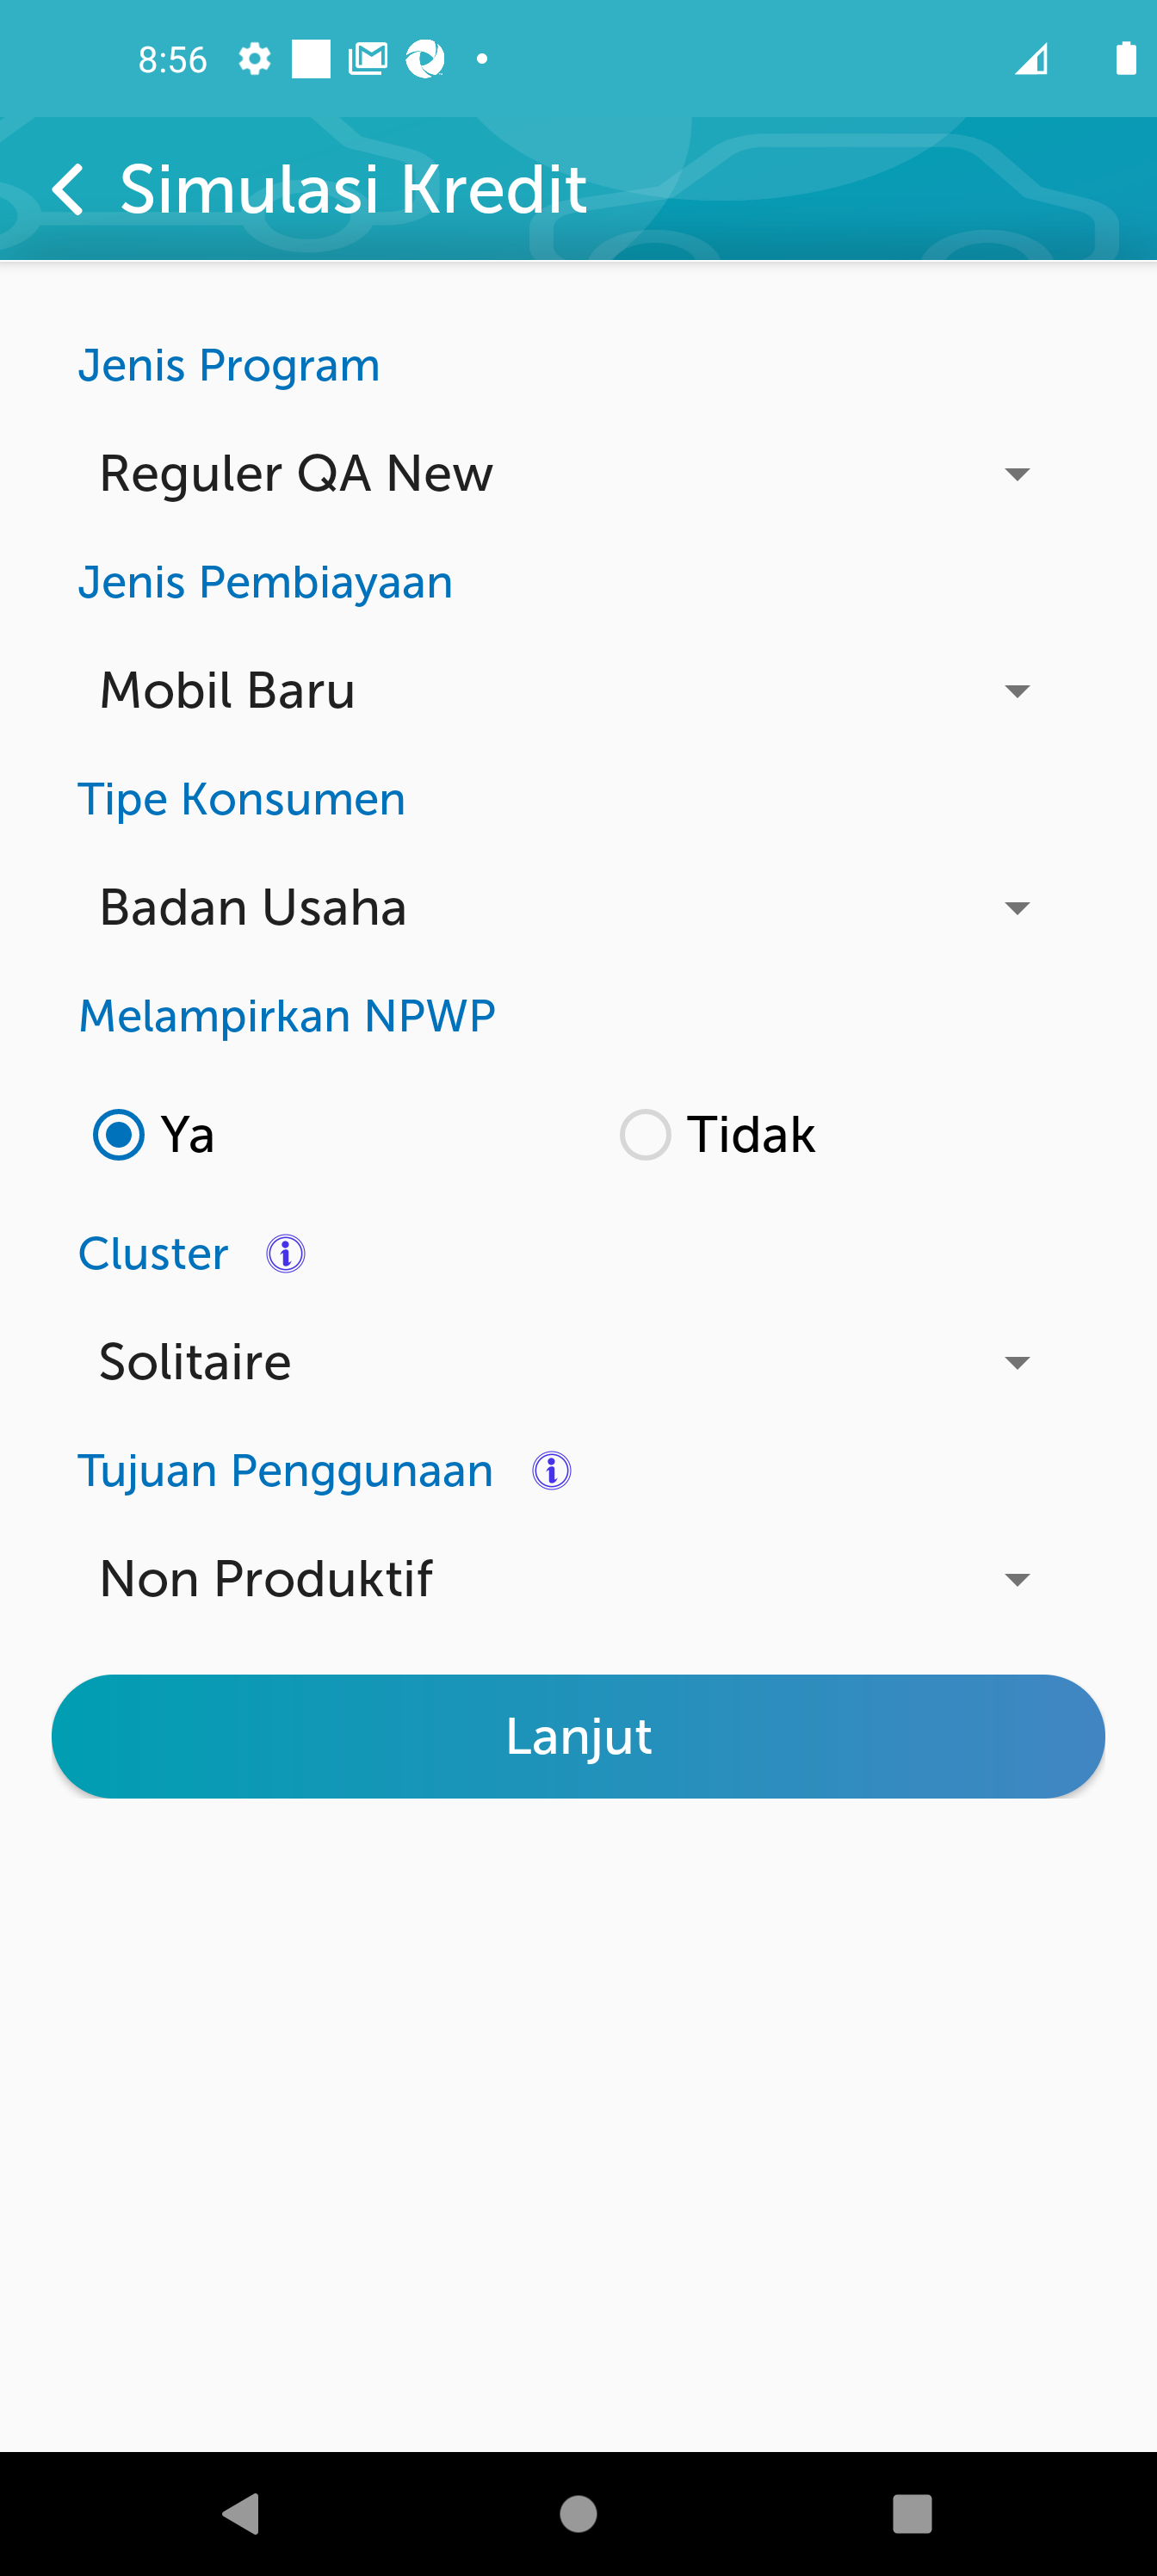 8:56
Simulasi Kredit
Jenis Program
Reguler QA New
Jenis Pembiayaan
Mobil Baru
Tipe Konsumen
Badan Usaha
Melampirkan NPWP
Ya Tidak
Cluster
Solitaire
Tujuan Penggunaan
Non Produktif
Lanjut